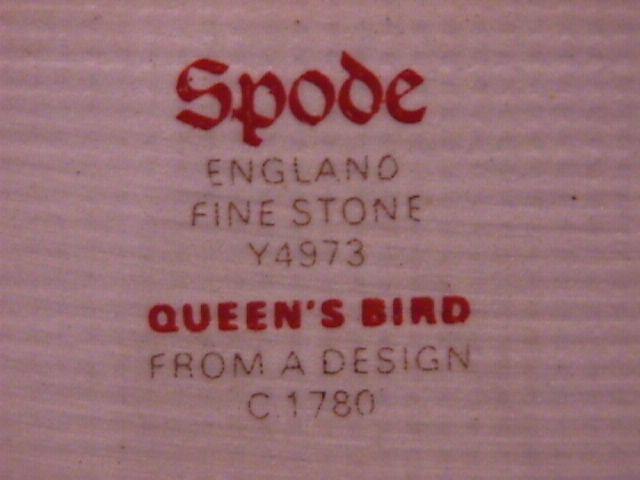 Spode
ENGLAND
FINE STONE
Y4973
QUEEN'S BIRD
FROM A DESIGN
C.1780